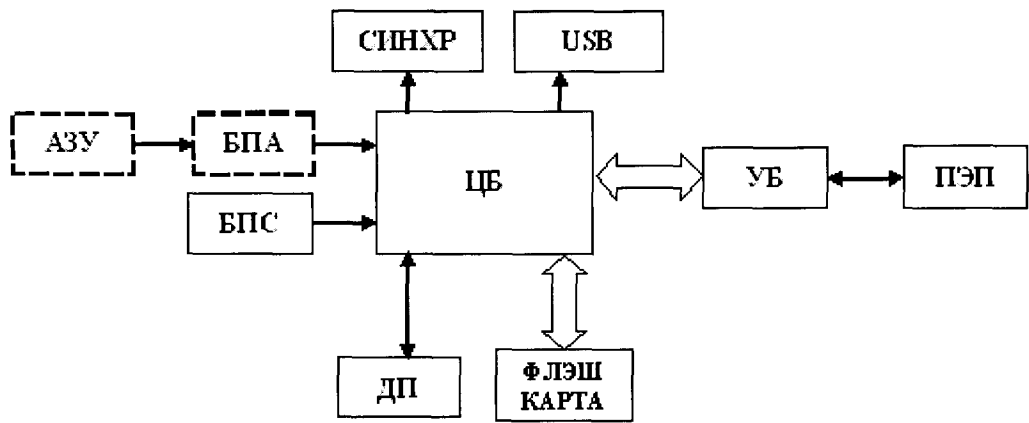 СИНХР
USB
АЗУ
БПА
ЦБ
УБ
ПЭП
БПС
ДП
ФЛЭШ
КАРТА